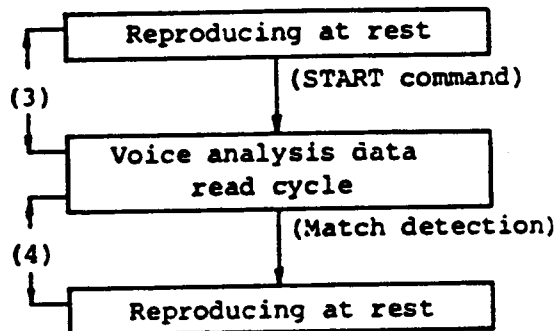 Reproducing at rest
(START command)
(3)
Voice analysis data
read cycle
(Match detection)
(4)
Reproducing at rest